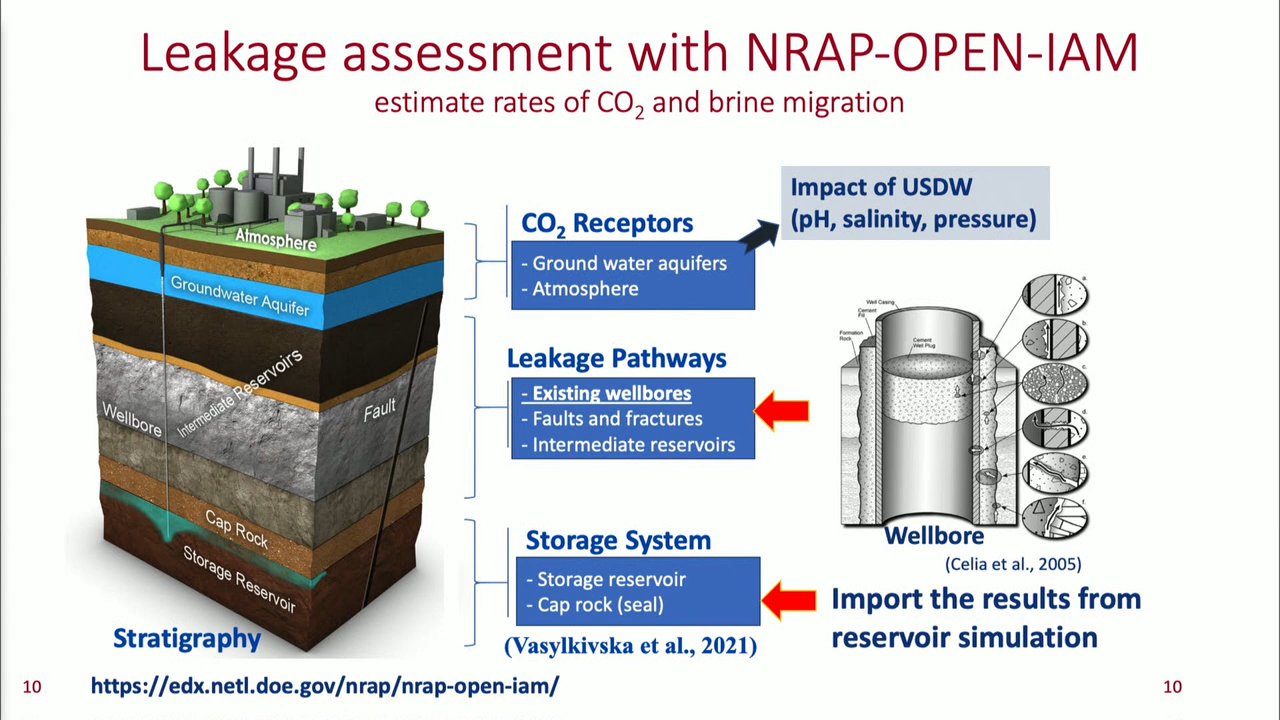 Leakage assessment with NRAP-OPEN-IAM
estimate rates of CO₂ and brine migration
Atmosphere
Groundwater Aquifer
Intermediate Reservoirs
Wellbore
Fault
Cap Rock
Storage Reservoir
Stratigraphy
CO₂ Receptors
- Ground water aquifers
- Atmosphere
Impact of USDW
(pH, salinity, pressure)
Leakage Pathways
- Existing wellbores
- Faults and fractures
- Intermediate reservoirs
Storage System
- Storage reservoir
- Cap rock (seal)
(Vasylkivska et al., 2021)
Well Casing
Cement
Fill
Formation
Rock
Cement
Well Plug
a.
b.
c.
d.
e.
f.
Wellbore
(Celia et al., 2005)
Import the results from
reservoir simulation
10
https://edx.netl.doe.gov/nrap/nrap-open-iam/
10